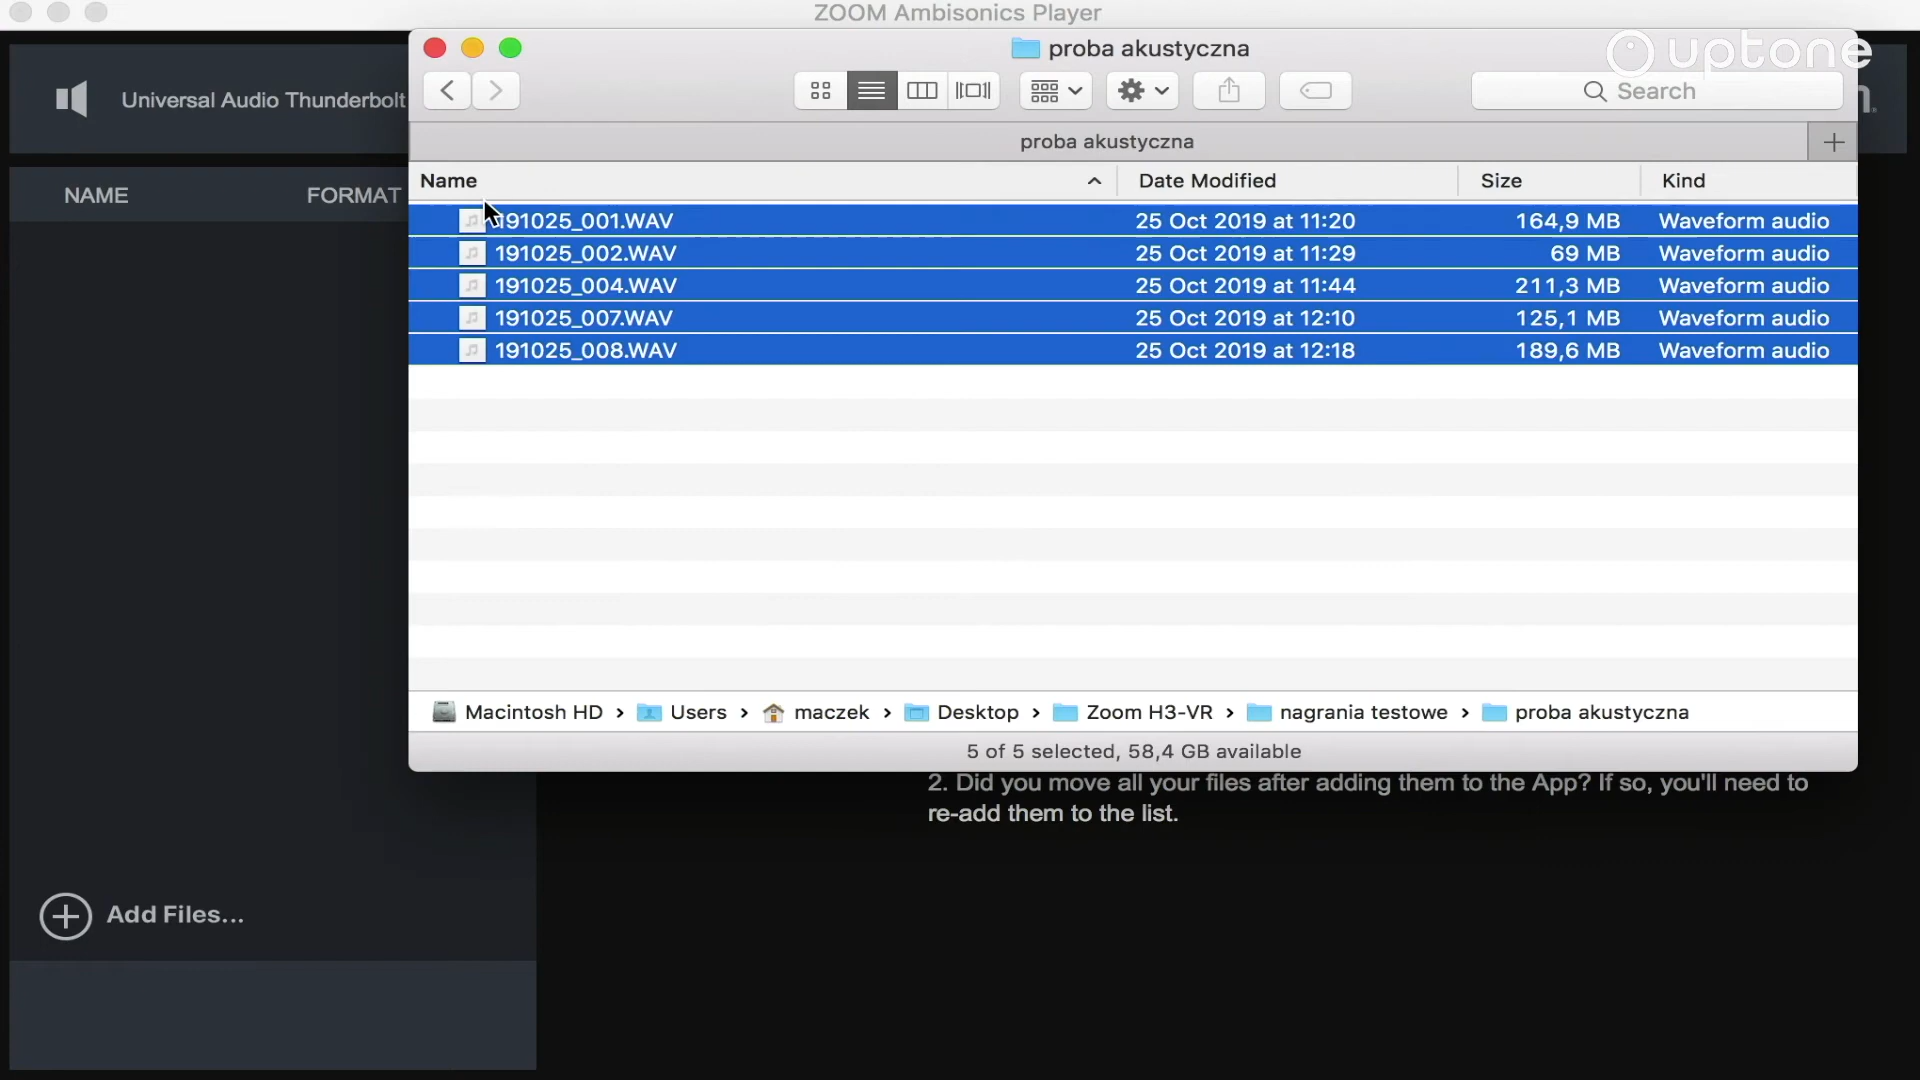 ZOOM Ambisonics Player
proba akustyczna
uptone
Universal Audio Thunderbolt
Search
proba akustyczna
NAME FORMAT
Name Date Modified Size Kind
191025_001.WAV 25 Oct 2019 at 11:20 164,9 MB Waveform audio
191025_002.WAV 25 Oct 2019 at 11:29 69 MB Waveform audio
191025_004.WAV 25 Oct 2019 at 11:44 211,3 MB Waveform audio
191025_007.WAV 25 Oct 2019 at 12:10 125,1 MB Waveform audio
191025_008.WAV 25 Oct 2019 at 12:18 189,6 MB Waveform audio
Macintosh HD › Users › maczek › Desktop › Zoom H3-VR › nagrania testowe › proba akustyczna
5 of 5 selected, 58,4 GB available
2. Did you move all your files after adding them to the App? If so, you'll need to
re-add them to the list.
Add Files...